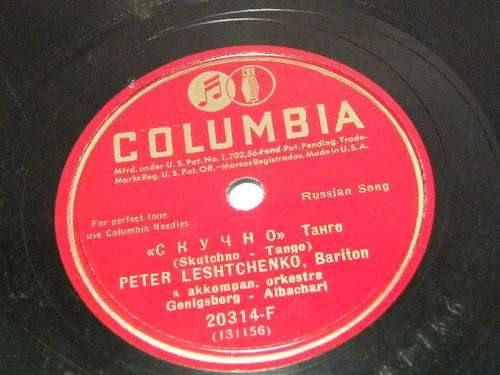 COLUMBIA
Mfrd. under U.S. Pat. No. 1,702,564 and Pat. Pending. Trade-
Marks Reg. U.S. Pat. Off.-Marcas Registradas. Made in U.S.A.
Russian Song
For perfect tone
use Columbia Needles
«СКУЧНО» Танго
(Skutchno - Tango)
PETER LESHTCHENKO, Bariton
s akkompan. orkestra
Genigsberg - Albachari
20314-F
(131156)